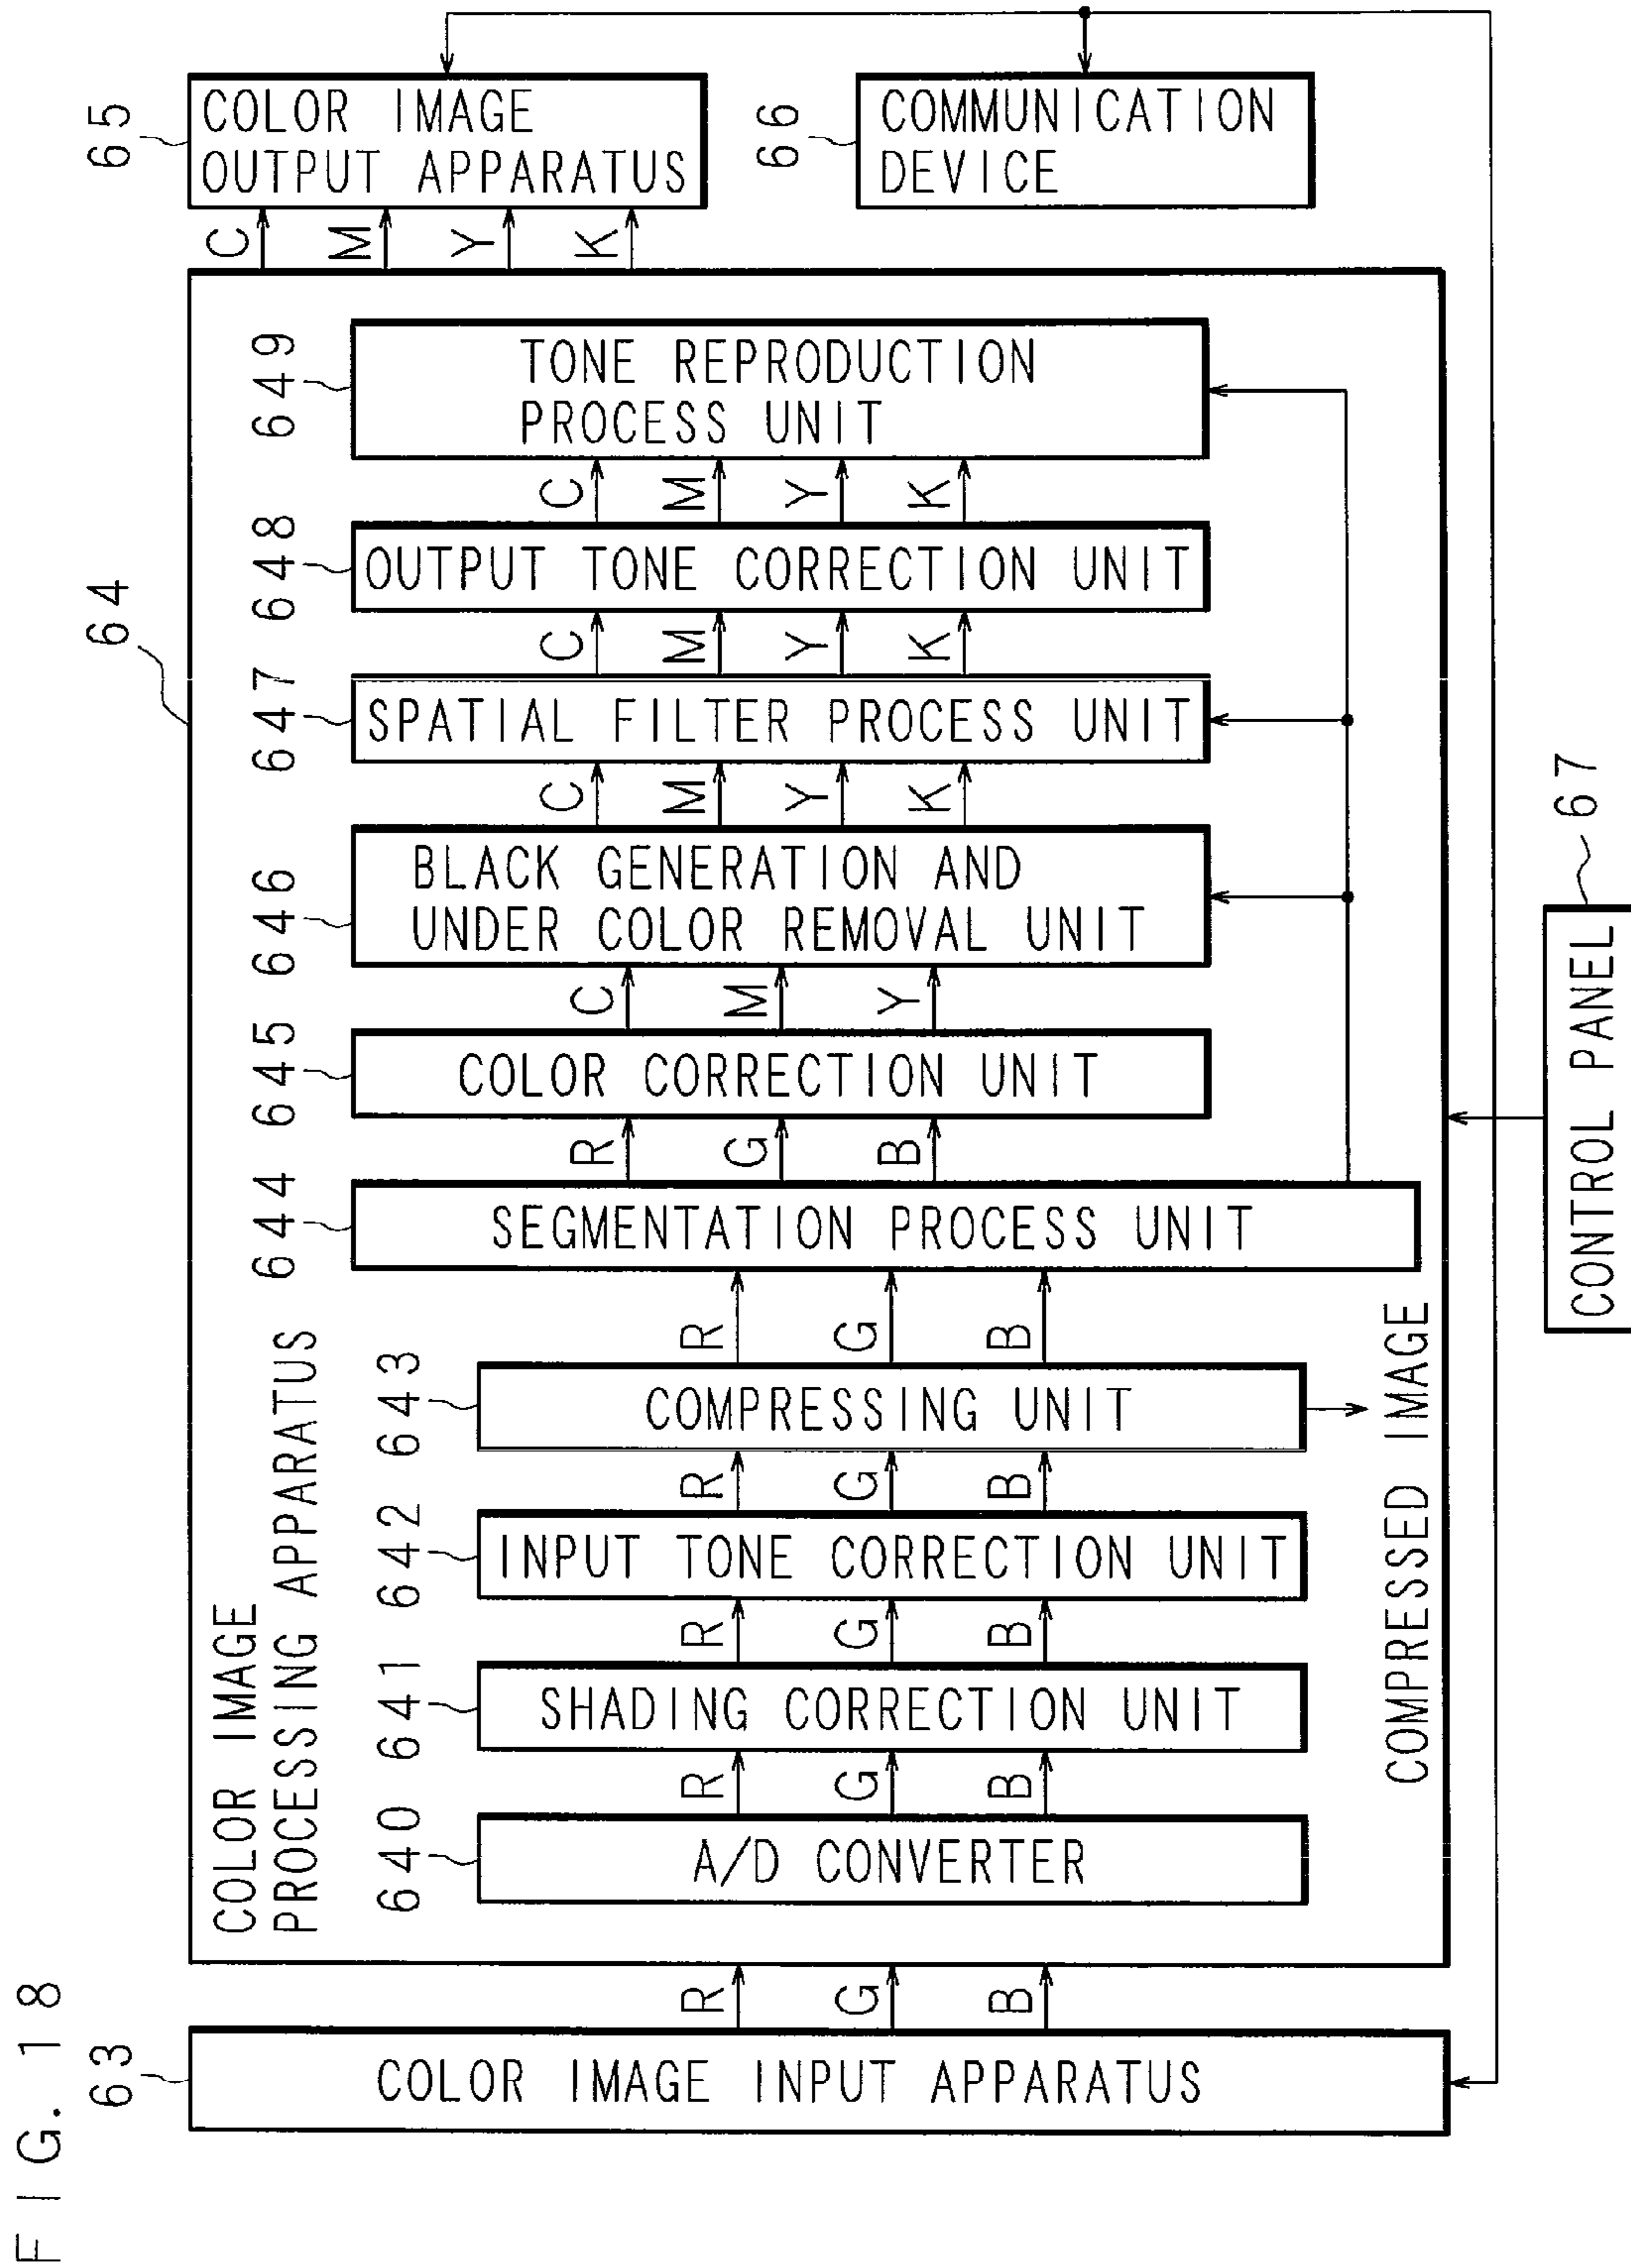 FIG. 18
63
COLOR IMAGE INPUT APPARATUS
R
G
B
64
COLOR IMAGE
PROCESSING APPARATUS
640
A/D CONVERTER
R
G
B
641
SHADING CORRECTION UNIT
R
G
B
642
INPUT TONE CORRECTION UNIT
R
G
B
643
COMPRESSING UNIT
COMPRESSED IMAGE
R
G
B
644
SEGMENTATION PROCESS UNIT
R
G
B
645
COLOR CORRECTION UNIT
C
M
Y
646
BLACK GENERATION AND
UNDER COLOR REMOVAL UNIT
C
M
Y
K
647
SPATIAL FILTER PROCESS UNIT
C
M
Y
K
648
OUTPUT TONE CORRECTION UNIT
C
M
Y
K
649
TONE REPRODUCTION
PROCESS UNIT
C
M
Y
K
65
COLOR IMAGE
OUTPUT APPARATUS
66
COMMUNICATION
DEVICE
67
CONTROL PANEL